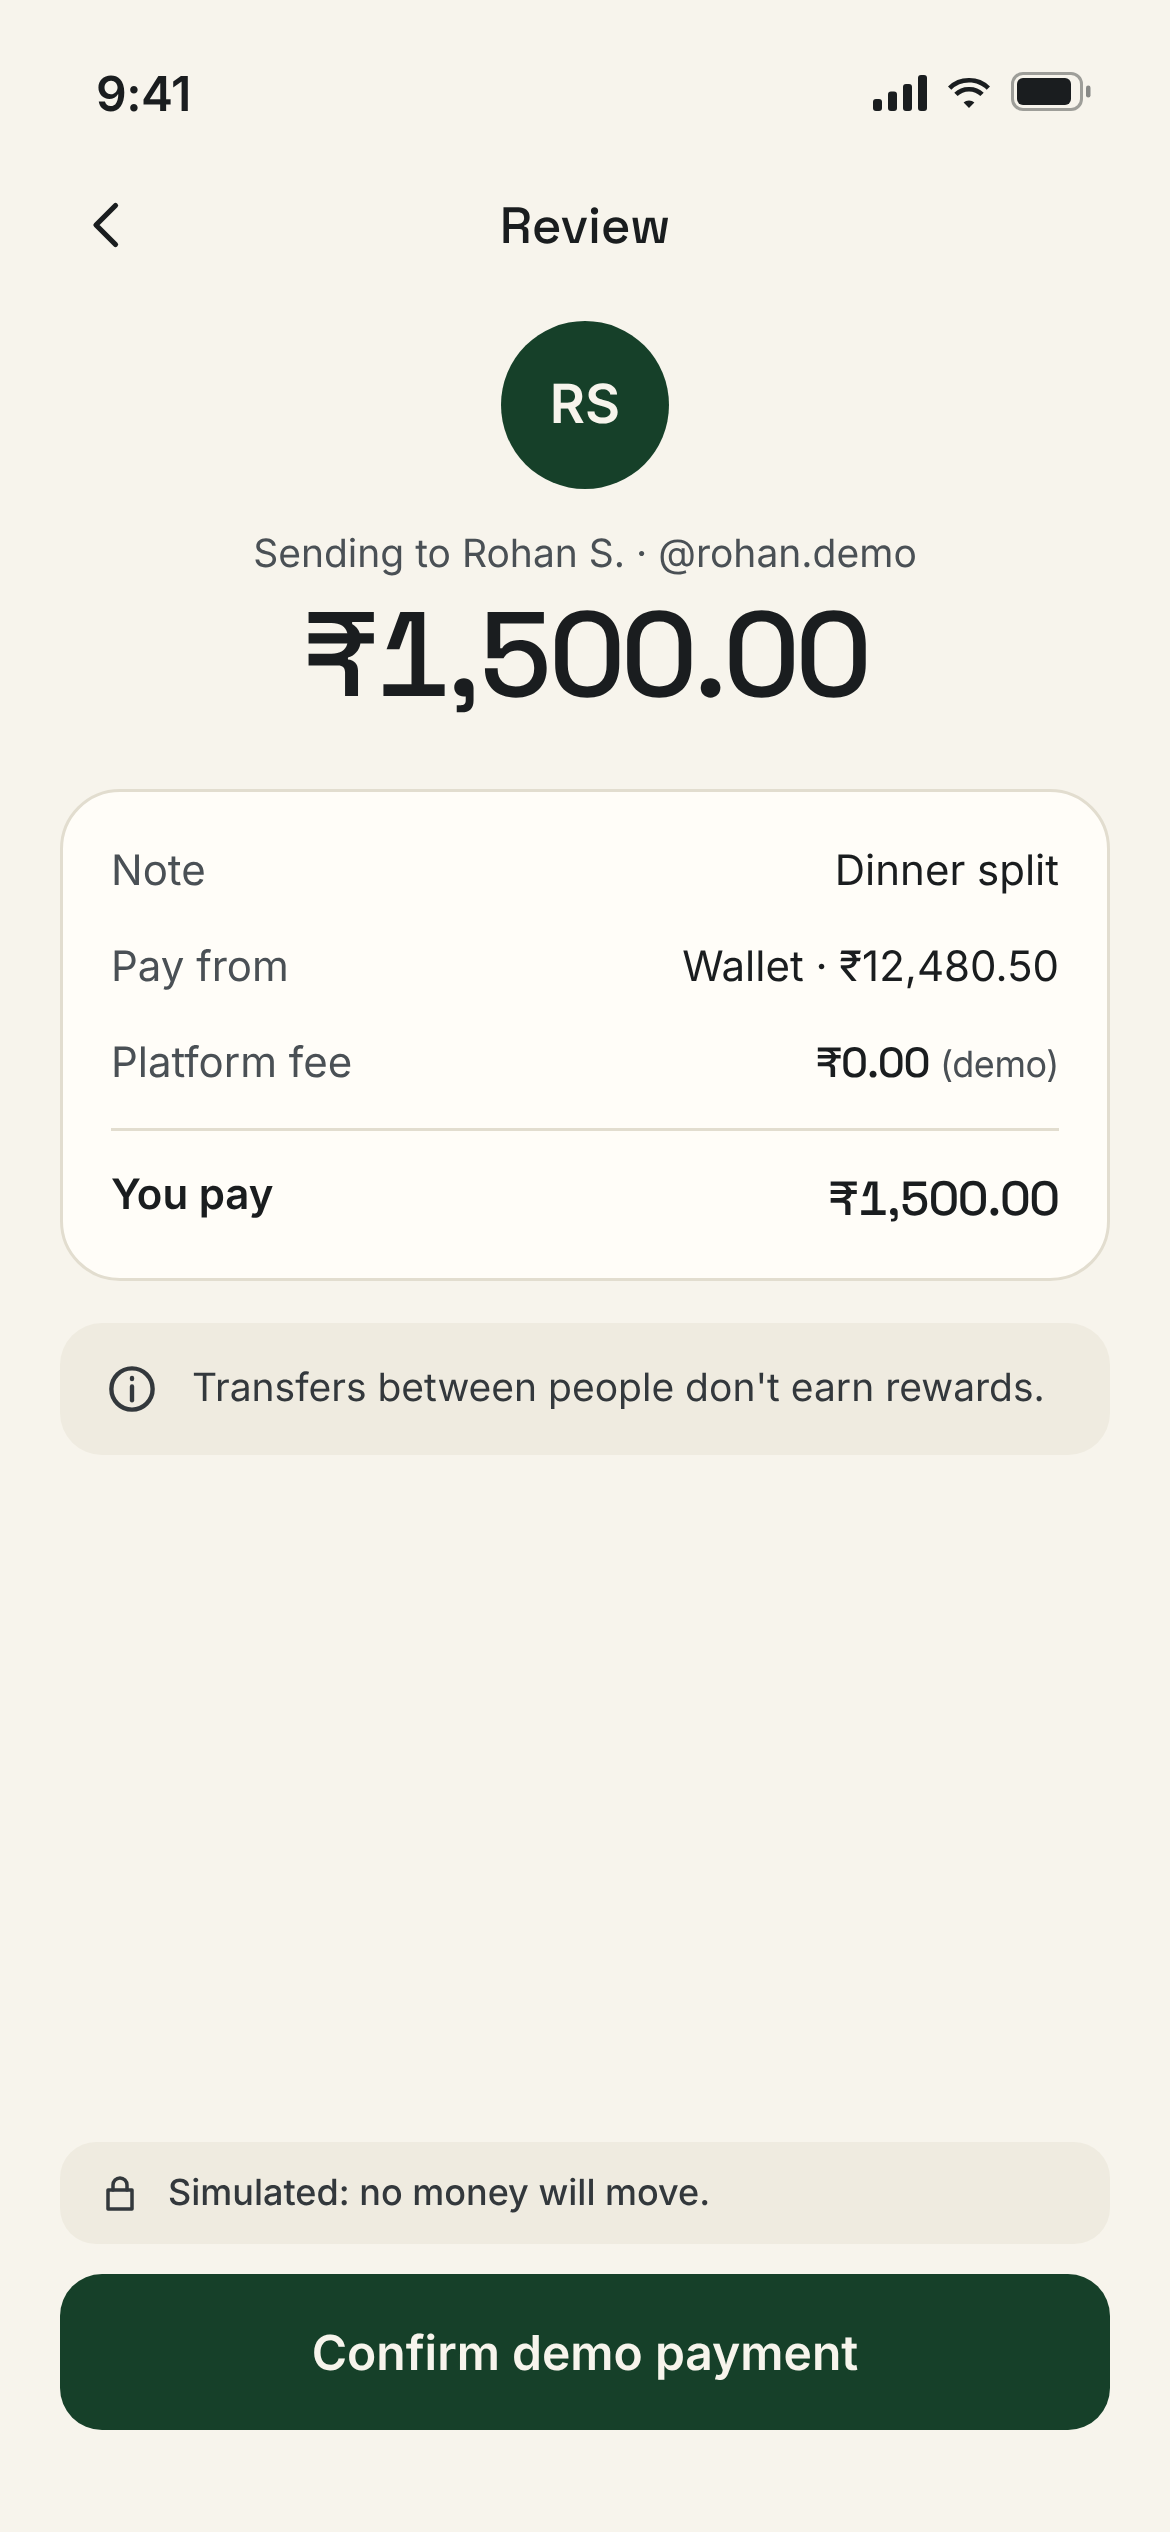 9:41
Review
RS
Sending to Rohan S. · @rohan.demo
₹1,500.00
Note Dinner split
Pay from Wallet · ₹12,480.50
Platform fee ₹0.00 (demo)
You pay ₹1,500.00
Transfers between people don't earn rewards.
Simulated: no money will move.
Confirm demo payment